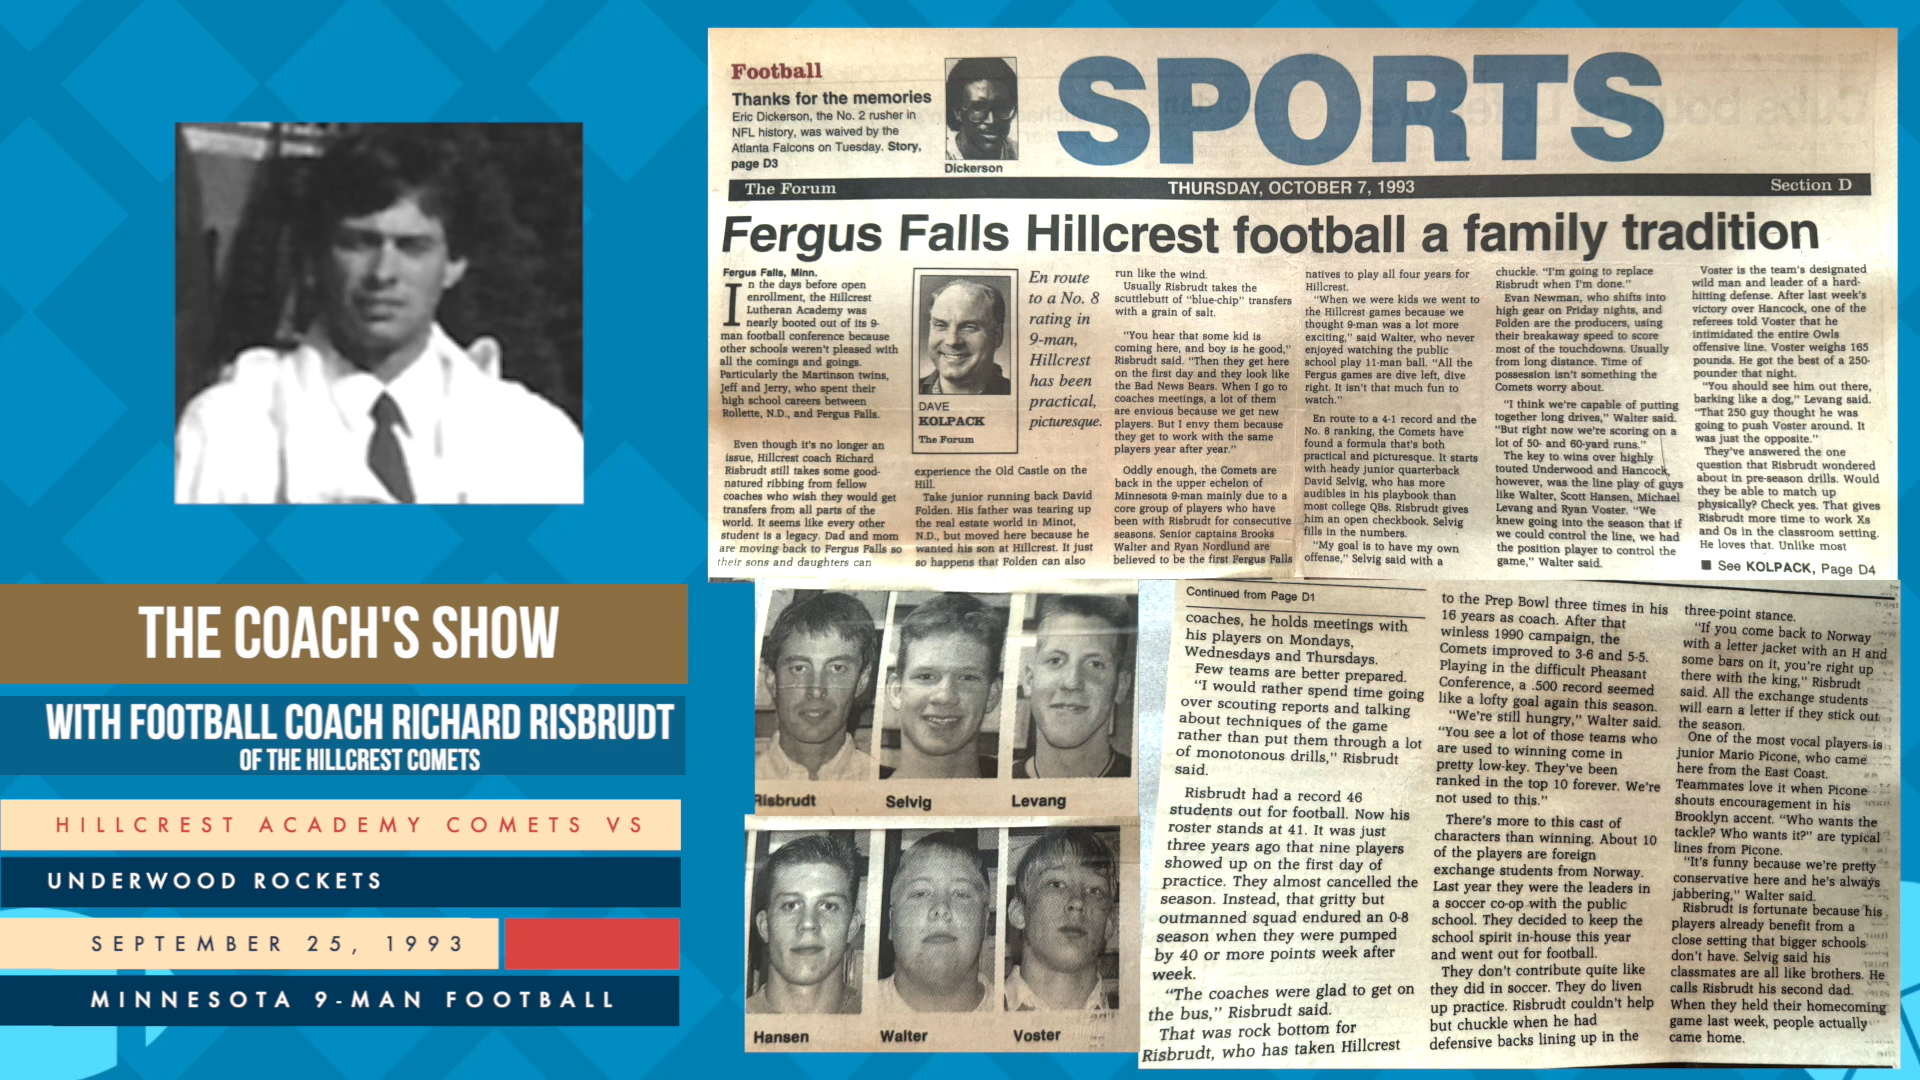 THE COACH'S SHOW
WITH FOOTBALL COACH RICHARD RISBRUDT
OF THE HILLCREST COMETS
HILLCREST ACADEMY COMETS VS
UNDERWOOD ROCKETS
SEPTEMBER 25, 1993
MINNESOTA 9-MAN FOOTBALL
Football
Thanks for the memories
Eric Dickerson, the No. 2 rusher in
NFL history, was waived by the
Atlanta Falcons on Tuesday. Story,
page D3
Dickerson
SPORTS
The Forum
THURSDAY, OCTOBER 7, 1993
Section D
Fergus Falls Hillcrest football a family tradition
Fergus Falls, Minn.
In the days before open
enrollment, the Hillcrest
Lutheran Academy was
nearly booted out of its 9-
man football conference because
other schools weren't pleased with
all the comings and goings.
Particularly the Martinson twins,
Jeff and Jerry, who spent their
high school careers between
Rollette, N.D., and Fergus Falls.
Even though it's no longer an
issue, Hillcrest coach Richard
Risbrudt still takes some good-
natured ribbing from fellow
coaches who wish they would get
transfers from all parts of the
world. It seems like every other
student is a legacy. Dad and mom
are moving back to Fergus Falls so
their sons and daughters can
DAVE
KOLPACK
The Forum
En route
to a No. 8
rating in
9-man,
Hillcrest
has been
practical,
picturesque.
experience the Old Castle on the
Hill.
Take junior running back David
Folden. His father was tearing up
the real estate world in Minot,
N.D., but moved here because he
wanted his son at Hillcrest. It just
so happens that Folden can also
run like the wind.
Usually Risbrudt takes the
scuttlebutt of "blue-chip" transfers
with a grain of salt.
"You hear that some kid is
coming here, and boy is he good,"
Risbrudt said. "Then they get here
on the first day and they look like
the Bad News Bears. When I go to
coaches meetings, a lot of them
are envious because we get new
players. But I envy them because
they get to work with the same
players year after year."
Oddly enough, the Comets are
back in the upper echelon of
Minnesota 9-man mainly due to a
core group of players who have
been with Risbrudt for consecutive
seasons. Senior captains Brooks
Walter and Ryan Nordlund are
believed to be the first Fergus Falls
natives to play all four years for
Hillcrest.
"When we were kids we went to
the Hillcrest games because we
thought 9-man was a lot more
exciting," said Walter, who never
enjoyed watching the public
school play 11-man ball. "All the
Fergus games are dive left, dive
right. It isn't that much fun to
watch."
En route to a 4-1 record and the
No. 8 ranking, the Comets have
found a formula that's both
practical and picturesque. It starts
with heady junior quarterback
David Selvig, who has more
audibles in his playbook than
most college QBs. Risbrudt gives
him an open checkbook. Selvig
fills in the numbers.
"My goal is to have my own
offense," Selvig said with a
chuckle. "I'm going to replace
Risbrudt when I'm done."
Evan Newman, who shifts into
high gear on Friday nights, and
Folden are the producers, using
their breakaway speed to score
most of the touchdowns. Usually
from long distance. Time of
possession isn't something the
Comets worry about.
"I think we're capable of putting
together long drives," Walter said.
"But right now we're scoring on a
lot of 50- and 60-yard runs."
The key to wins over highly
touted Underwood and Hancock,
however, was the line play of guys
like Walter, Scott Hansen, Michael
Levang and Ryan Voster. "We
knew going into the season that if
we could control the line, we had
the position player to control the
game," Walter said.
Voster is the team's designated
wild man and leader of a hard-
hitting defense. After last week's
victory over Hancock, one of the
referees told Voster that he
intimidated the entire Owls
offensive line. Voster weighs 165
pounds. He got the best of a 250-
pounder that night.
"You should see him out there,
barking like a dog," Levang said.
"That 250 guy thought he was
going to push Voster around. It
was just the opposite."
They've answered the one
question that Risbrudt wondered
about in pre-season drills. Would
they be able to match up
physically? Check yes. That gives
Risbrudt more time to work Xs
and Os in the classroom setting.
He loves that. Unlike most
■ See KOLPACK, Page D4
Risbrudt
Selvig
Levang
Hansen
Walter
Voster
Continued from Page D1
coaches, he holds meetings with
his players on Mondays,
Wednesdays and Thursdays.
Few teams are better prepared.
"I would rather spend time going
over scouting reports and talking
about techniques of the game
rather than put them through a lot
of monotonous drills," Risbrudt
said.
Risbrudt had a record 46
students out for football. Now his
roster stands at 41. It was just
three years ago that nine players
showed up on the first day of
practice. They almost cancelled the
season. Instead, that gritty but
outmanned squad endured an 0-8
season when they were pumped
by 40 or more points week after
week.
"The coaches were glad to get on
the bus," Risbrudt said.
That was rock bottom for
Risbrudt, who has taken Hillcrest
to the Prep Bowl three times in his
16 years as coach. After that
winless 1990 campaign, the
Comets improved to 3-6 and 5-5.
Playing in the difficult Pheasant
Conference, a .500 record seemed
like a lofty goal again this season.
"We're still hungry," Walter said.
"You see a lot of those teams who
are used to winning come in
pretty low-key. They've been
ranked in the top 10 forever. We're
not used to this."
There's more to this cast of
characters than winning. About 10
of the players are foreign
exchange students from Norway.
Last year they were the leaders in
a soccer co-op with the public
school. They decided to keep the
school spirit in-house this year
and went out for football.
They don't contribute quite like
they did in soccer. They do liven
up practice. Risbrudt couldn't help
but chuckle when he had
defensive backs lining up in the
three-point stance.
"If you come back to Norway
with a letter jacket with an H and
some bars on it, you're right up
there with the king," Risbrudt
said. All the exchange students
will earn a letter if they stick out
the season.
One of the most vocal players is
junior Mario Picone, who came
here from the East Coast.
Teammates love it when Picone
shouts encouragement in his
Brooklyn accent. "Who wants the
tackle? Who wants it?" are typical
lines from Picone.
"It's funny because we're pretty
conservative here and he's always
jabbering," Walter said.
Risbrudt is fortunate because his
players already benefit from a
close setting that bigger schools
don't have. Selvig said his
classmates are all like brothers. He
calls Risbrudt his second dad.
When they held their homecoming
game last week, people actually
came home.